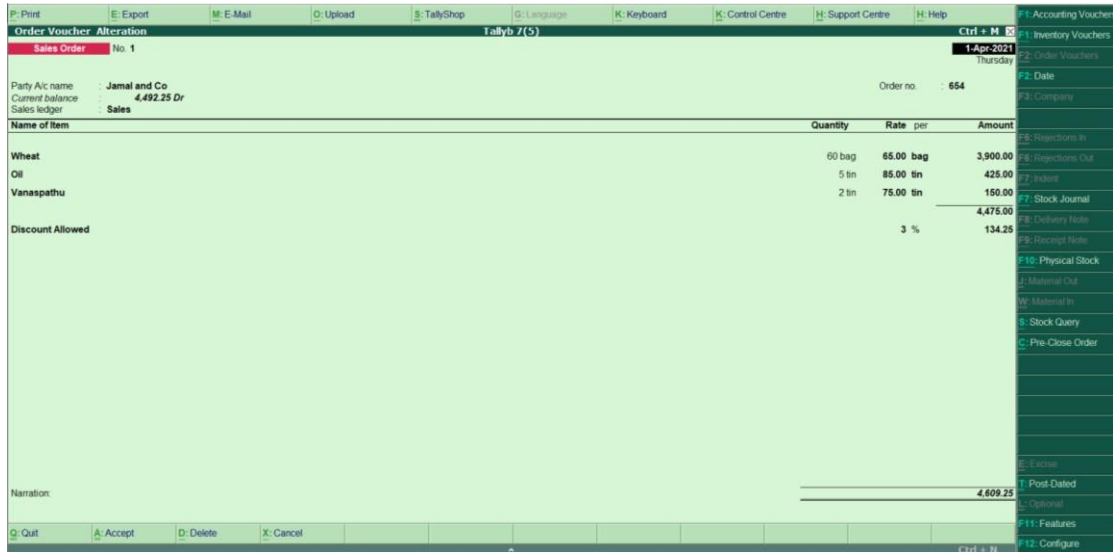 P: Print E: Export M: E-Mail O: Upload S: TallyShop G: Language K: Keyboard K: Control Centre H: Support Centre H: Help F1: Accounting Voucher
Order Voucher Alteration Tallyb 7(5) Ctrl + M F1: Inventory Vouchers
Sales Order No. 1 1-Apr-2021 F2: Order Vouchers
Thursday
F2: Date
Party A/c name : Jamal and Co Order no. : 654
Current balance : 4,492.25 Dr F3: Company
Sales ledger : Sales
Name of Item Quantity Rate per Amount
F6: Rejections In
Wheat 60 bag 65.00 bag 3,900.00 F6: Rejections Out
Oil 5 tin 85.00 tin 425.00 F7: Indent
Vanaspathu 2 tin 75.00 tin 150.00 F7: Stock Journal
4,475.00 F8: Delivery Note
Discount Allowed 3 % 134.25 F9: Receipt Note
F10: Physical Stock
J: Material Out
W: Material In
S: Stock Query
C: Pre-Close Order
E: Excise
T: Post-Dated
Narration: 4,609.25
L: Optional
F11: Features
Q: Quit A: Accept D: Delete X: Cancel F12: Configure
Ctrl + N